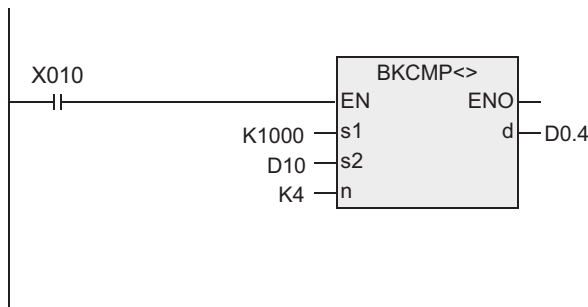 X010
BKCMP<>
EN ENO
K1000 s1 d D0.4
D10 s2
K4 n